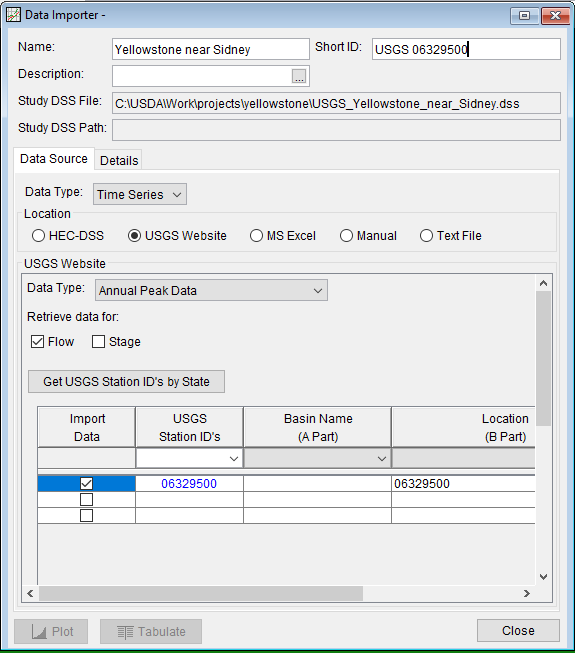 Data Importer -
Name: Yellowstone near Sidney Short ID: USGS 06329500
Description: ...
Study DSS File: C:\USDA\Work\projects\yellowstone\USGS_Yellowstone_near_Sidney.dss
Study DSS Path:
Data Source Details
Data Type: Time Series
Location
HEC-DSS USGS Website MS Excel Manual Text File
USGS Website
Data Type: Annual Peak Data
Retrieve data for:
Flow Stage
Get USGS Station ID's by State
Import USGS Basin Name Location
Data Station ID's (A Part) (B Part)
06329500 06329500
Plot Tabulate Close